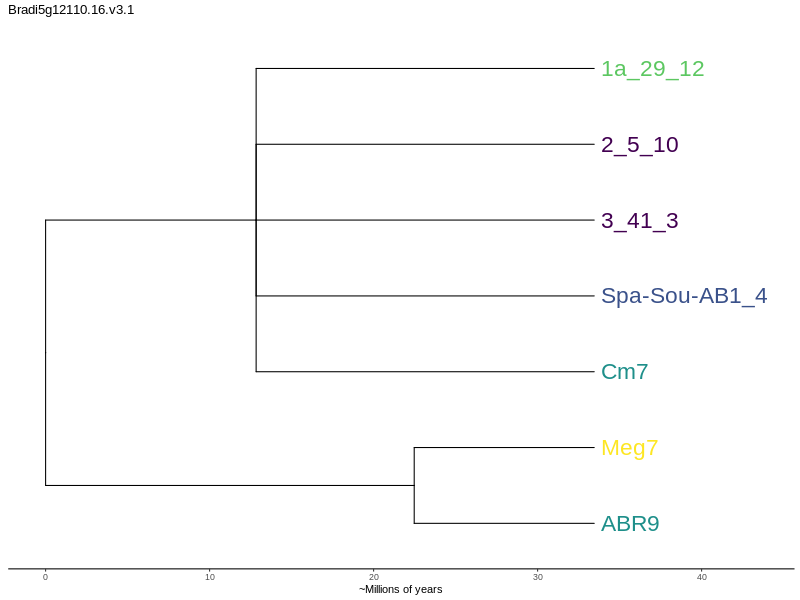 Bradi5g12110.16.v3.1
1a_29_12
2_5_10
3_41_3
Spa-Sou-AB1_4
Cm7
Meg7
ABR9
0 10 20 30 40
~Millions of years